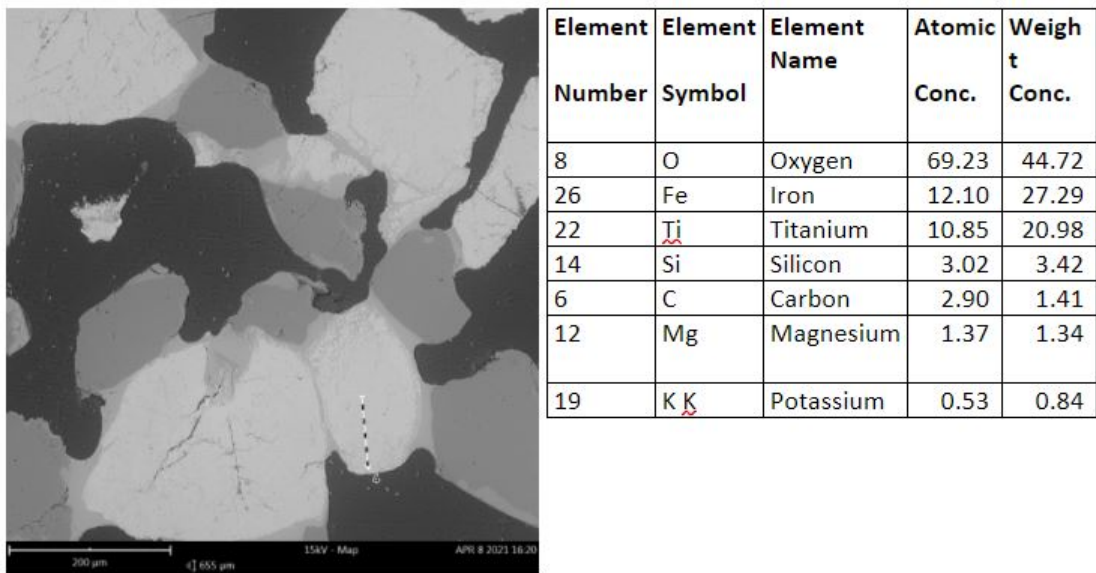 15kV - Map
APR 8 2021 16:20
200 µm
655 µm
Element Number Element Symbol Element Name Atomic Conc. Weigh t Conc.
8 O Oxygen 69.23 44.72
26 Fe Iron 12.10 27.29
22 Ti Titanium 10.85 20.98
14 Si Silicon 3.02 3.42
6 C Carbon 2.90 1.41
12 Mg Magnesium 1.37 1.34
19 K K Potassium 0.53 0.84